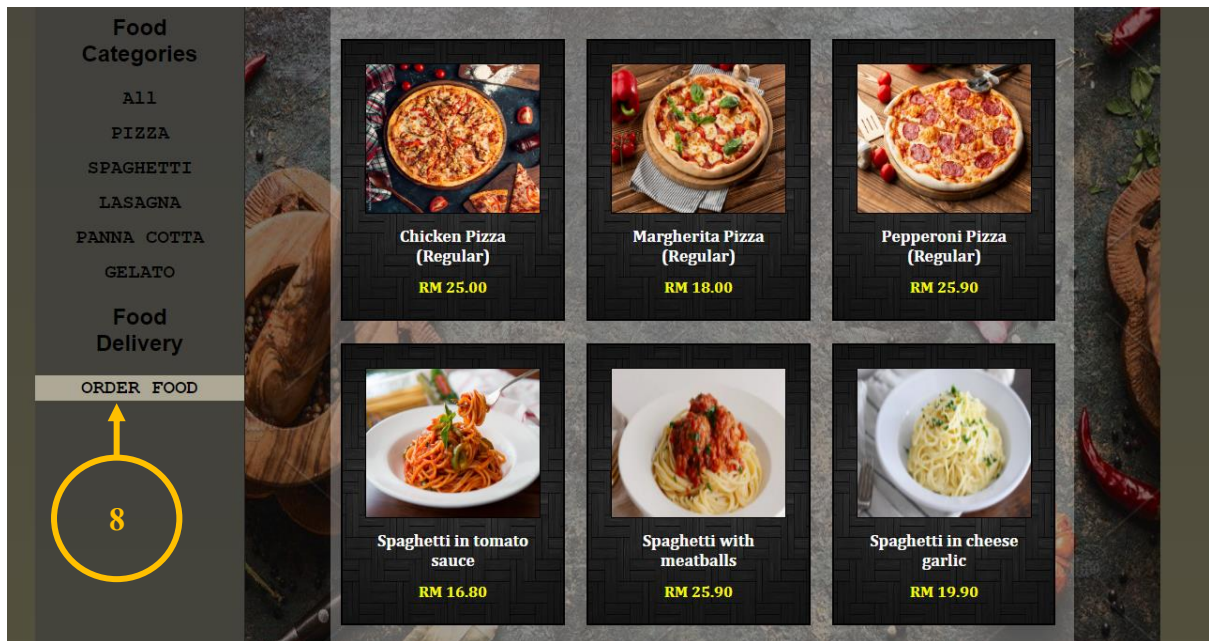 Food
Categories
All
PIZZA
SPAGHETTI
LASAGNA
PANNA COTTA
GELATO
Food
Delivery
ORDER FOOD
8
Chicken Pizza
(Regular)
RM 25.00
Margherita Pizza
(Regular)
RM 18.00
Pepperoni Pizza
(Regular)
RM 25.90
Spaghetti in tomato
sauce
RM 16.80
Spaghetti with
meatballs
RM 25.90
Spaghetti in cheese
garlic
RM 19.90